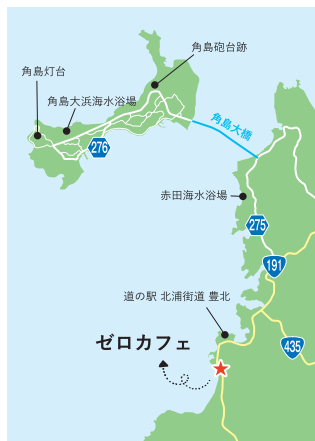 角島砲台跡
角島灯台
角島大浜海水浴場
角島大橋
276
赤田海水浴場
275
191
道の駅 北浦街道 豊北
ゼロカフェ
435